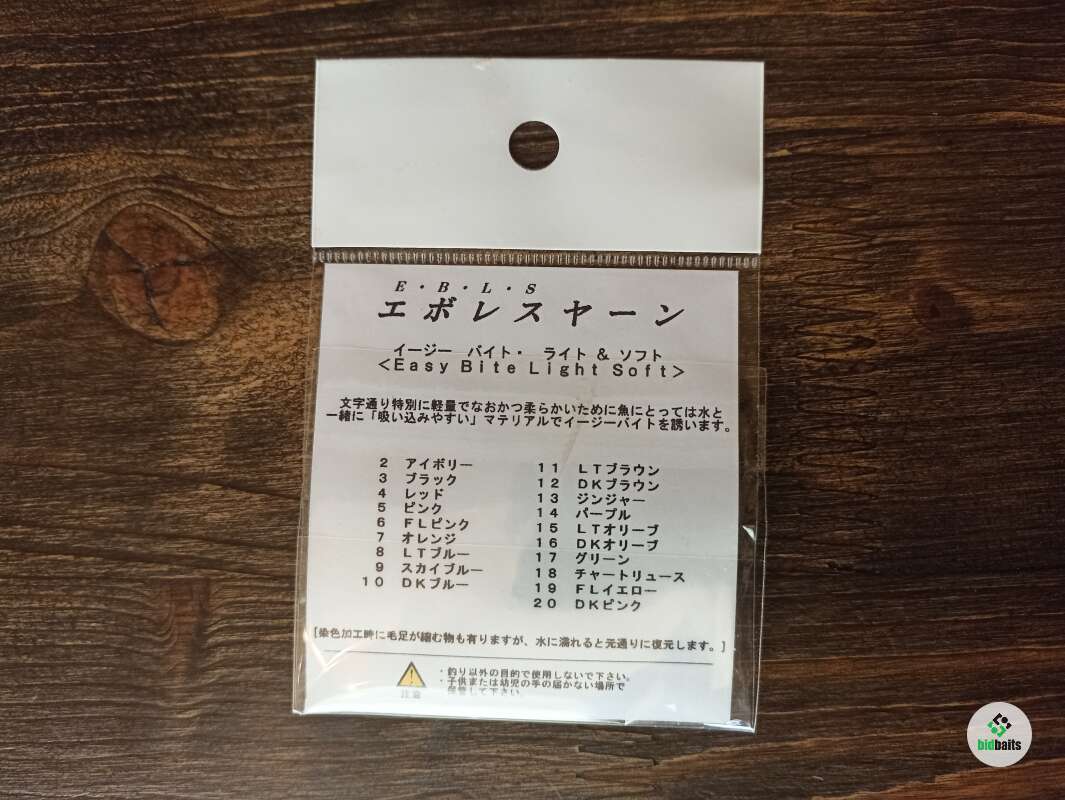 E・B・L・S
エボレスヤーン
イージー バイト・ ライト & ソフト
<Easy Bite Light Soft>
文字通り特別に軽量でなおかつ柔らかいために魚にとっては水と
一緒に「吸い込みやすい」マテリアルでイージーバイトを誘います。
2 アイボリー
3 ブラック
4 レッド
5 ピンク
6 FLピンク
7 オレンジ
8 LTブルー
9 スカイブルー
10 DKブルー
11 LTブラウン
12 DKブラウン
13 ジンジャー
14 パープル
15 LTオリーブ
16 DKオリーブ
17 グリーン
18 チャートリュース
19 FLイエロー
20 DKピンク
[染色加工時に毛足が縮む物も有りますが、水に濡れると元通りに復元します。]
・釣り以外の目的で使用しないで下さい。
・子供または幼児の手の届かない場所で
保管して下さい
注意
bidbaits